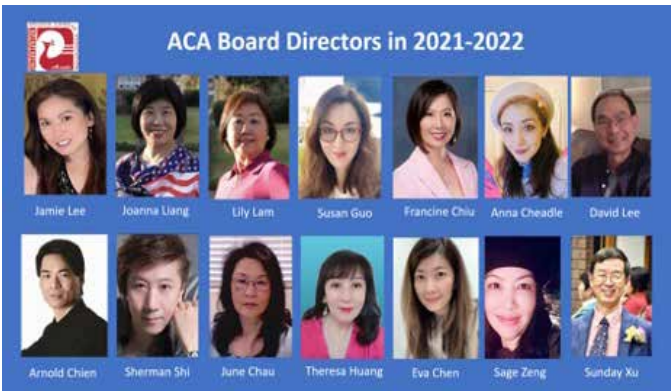 ACA Board Directors in 2021-2022
Jamie Lee
Joanna Liang
Lily Lam
Susan Guo
Francine Chiu
Anna Cheadle
David Lee
Arnold Chien
Sherman Shi
June Chau
Theresa Huang
Eva Chen
Sage Zeng
Sunday Xu